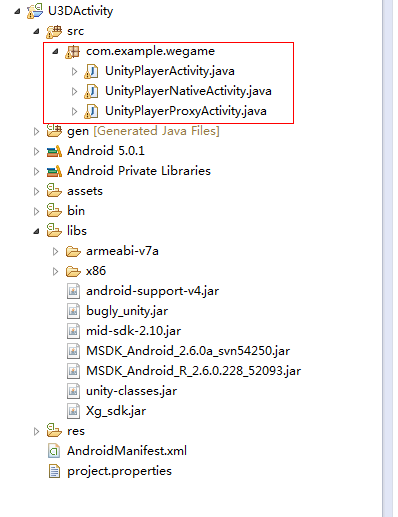 U3DActivity
src
com.example.wegame
UnityPlayerActivity.java
UnityPlayerNativeActivity.java
UnityPlayerProxyActivity.java
gen [Generated Java Files]
Android 5.0.1
Android Private Libraries
assets
bin
libs
armeabi-v7a
x86
android-support-v4.jar
bugly_unity.jar
mid-sdk-2.10.jar
MSDK_Android_2.6.0a_svn54250.jar
MSDK_Android_R_2.6.0.228_52093.jar
unity-classes.jar
Xg_sdk.jar
res
AndroidManifest.xml
project.properties